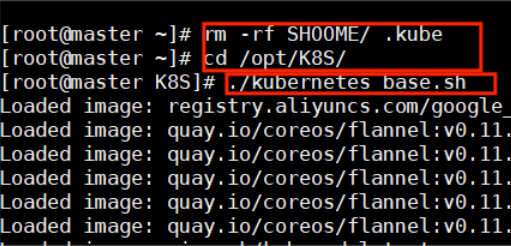 [root@master ~]# rm -rf SHOOME/ .kube
[root@master ~]# cd /opt/K8S/
[root@master K8S]# ./kubernetes_base.sh
Loaded image: registry.aliyuncs.com/google_
Loaded image: quay.io/coreos/flannel:v0.11.
Loaded image: quay.io/coreos/flannel:v0.11.
Loaded image: quay.io/coreos/flannel:v0.11.
Loaded image: quay.io/coreos/flannel:v0.11.
Loaded image: quay.io/coreos/flannel:v0.11.